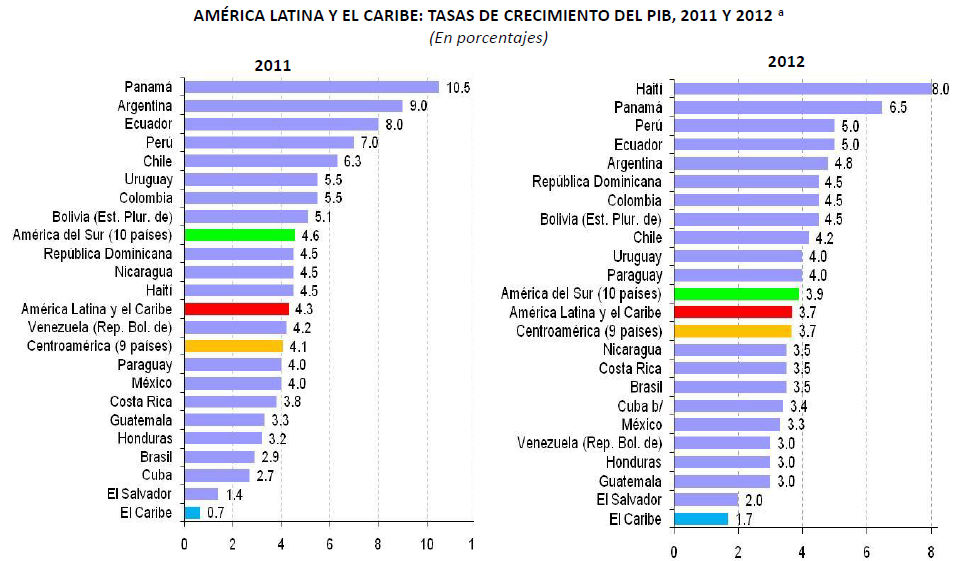 AMÉRICA LATINA Y EL CARIBE: TASAS DE CRECIMIENTO DEL PIB, 2011 Y 2012 ª
(En porcentajes)
2011
Panamá 10.5
Argentina 9.0
Ecuador 8.0
Perú 7.0
Chile 6.3
Uruguay 5.5
Colombia 5.5
Bolivia (Est. Plur. de) 5.1
América del Sur (10 países) 4.6
República Dominicana 4.5
Nicaragua 4.5
Haití 4.5
América Latina y el Caribe 4.3
Venezuela (Rep. Bol. de) 4.2
Centroamérica (9 países) 4.1
Paraguay 4.0
México 4.0
Costa Rica 3.8
Guatemala 3.3
Honduras 3.2
Brasil 2.9
Cuba 2.7
El Salvador 1.4
El Caribe 0.7
0 2 4 6 8 10 1
2012
Haití 8.0
Panamá 6.5
Perú 5.0
Ecuador 5.0
Argentina 4.8
República Dominicana 4.5
Colombia 4.5
Bolivia (Est. Plur. de) 4.5
Chile 4.2
Uruguay 4.0
Paraguay 4.0
América del Sur (10 países) 3.9
América Latina y el Caribe 3.7
Centroamérica (9 países) 3.7
Nicaragua 3.5
Costa Rica 3.5
Brasil 3.5
Cuba b/ 3.4
México 3.3
Venezuela (Rep. Bol. de) 3.0
Honduras 3.0
Guatemala 3.0
El Salvador 2.0
El Caribe 1.7
0 2 4 6 8